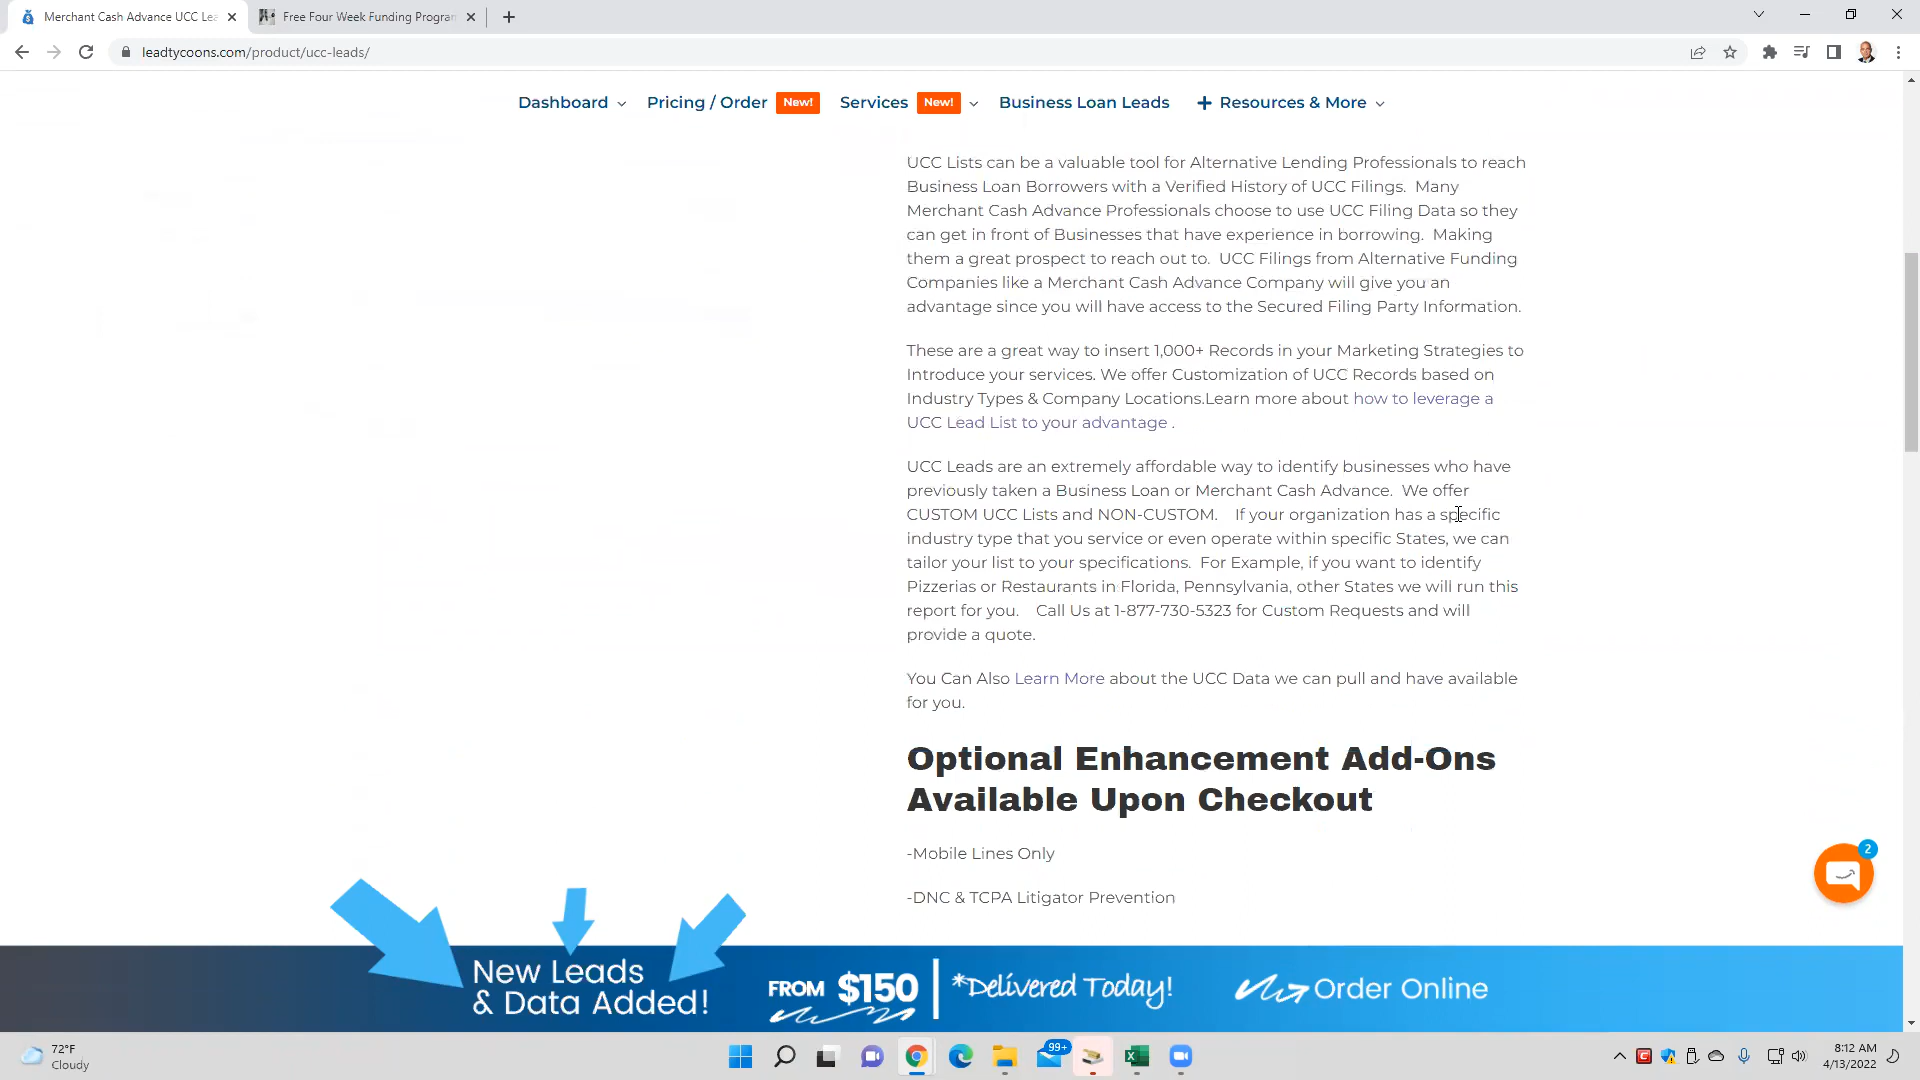 Merchant Cash Advance UCC Lea
Free Four Week Funding Program
leadtycoons.com/product/ucc-leads/
Dashboard Pricing / Order New! Services New! Business Loan Leads + Resources & More
UCC Lists can be a valuable tool for Alternative Lending Professionals to reach
Business Loan Borrowers with a Verified History of UCC Filings. Many
Merchant Cash Advance Professionals choose to use UCC Filing Data so they
can get in front of Businesses that have experience in borrowing. Making
them a great prospect to reach out to. UCC Filings from Alternative Funding
Companies like a Merchant Cash Advance Company will give you an
advantage since you will have access to the Secured Filing Party Information.
These are a great way to insert 1,000+ Records in your Marketing Strategies to
Introduce your services. We offer Customization of UCC Records based on
Industry Types & Company Locations.Learn more about how to leverage a
UCC Lead List to your advantage .
UCC Leads are an extremely affordable way to identify businesses who have
previously taken a Business Loan or Merchant Cash Advance. We offer
CUSTOM UCC Lists and NON-CUSTOM. If your organization has a specific
industry type that you service or even operate within specific States, we can
tailor your list to your specifications. For Example, if you want to identify
Pizzerias or Restaurants in Florida, Pennsylvania, other States we will run this
report for you. Call Us at 1-877-730-5323 for Custom Requests and will
provide a quote.
You Can Also Learn More about the UCC Data we can pull and have available
for you.
Optional Enhancement Add-Ons
Available Upon Checkout
-Mobile Lines Only
-DNC & TCPA Litigator Prevention
2
New Leads
& Data Added!
FROM $150
*Delivered Today!
Order Online
72°F
Cloudy
99+
8:12 AM
4/13/2022